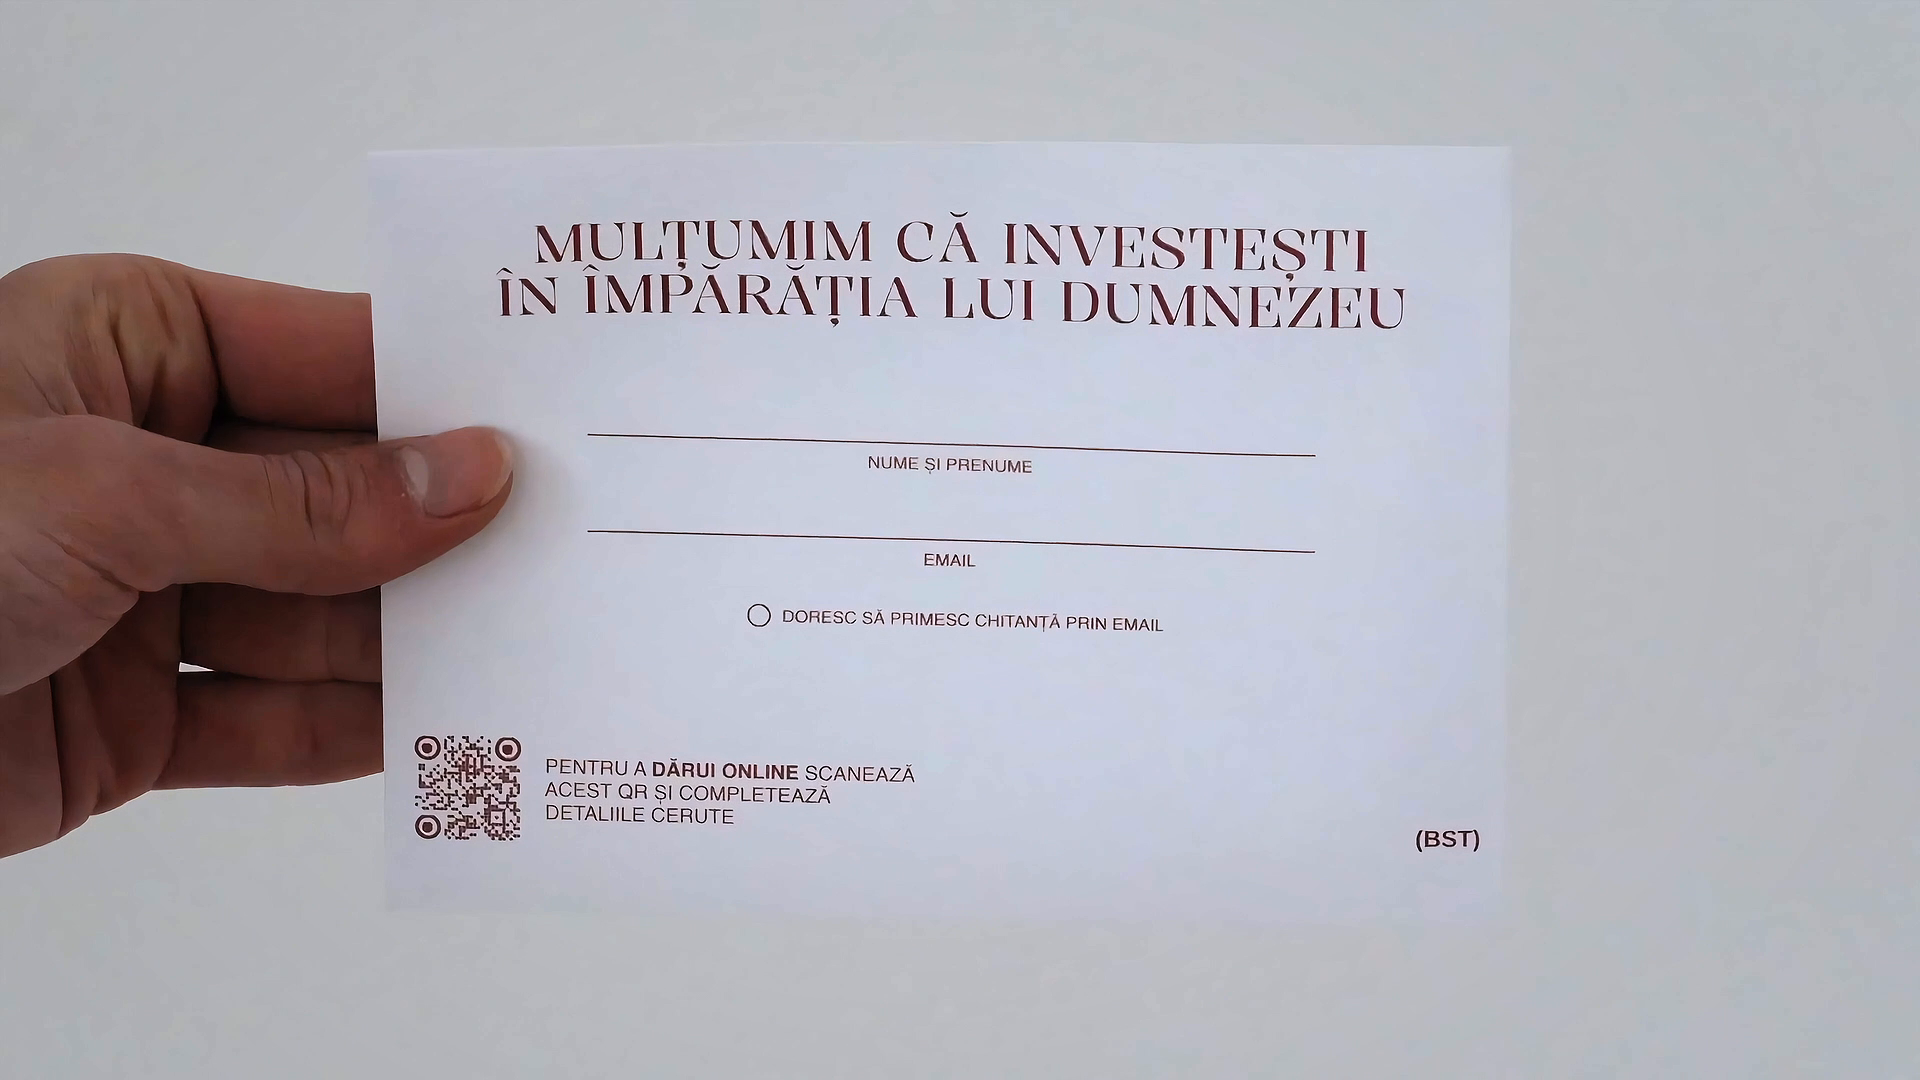 MULȚUMIM CĂ INVESTEȘTI
ÎN ÎMPĂRĂȚIA LUI DUMNEZEU
NUME ȘI PRENUME
EMAIL
DORESC SĂ PRIMESC CHITANȚĂ PRIN EMAIL
PENTRU A DĂRUI ONLINE SCANEAZĂ
ACEST QR ȘI COMPLETEAZĂ
DETALIILE CERUTE
(BST)